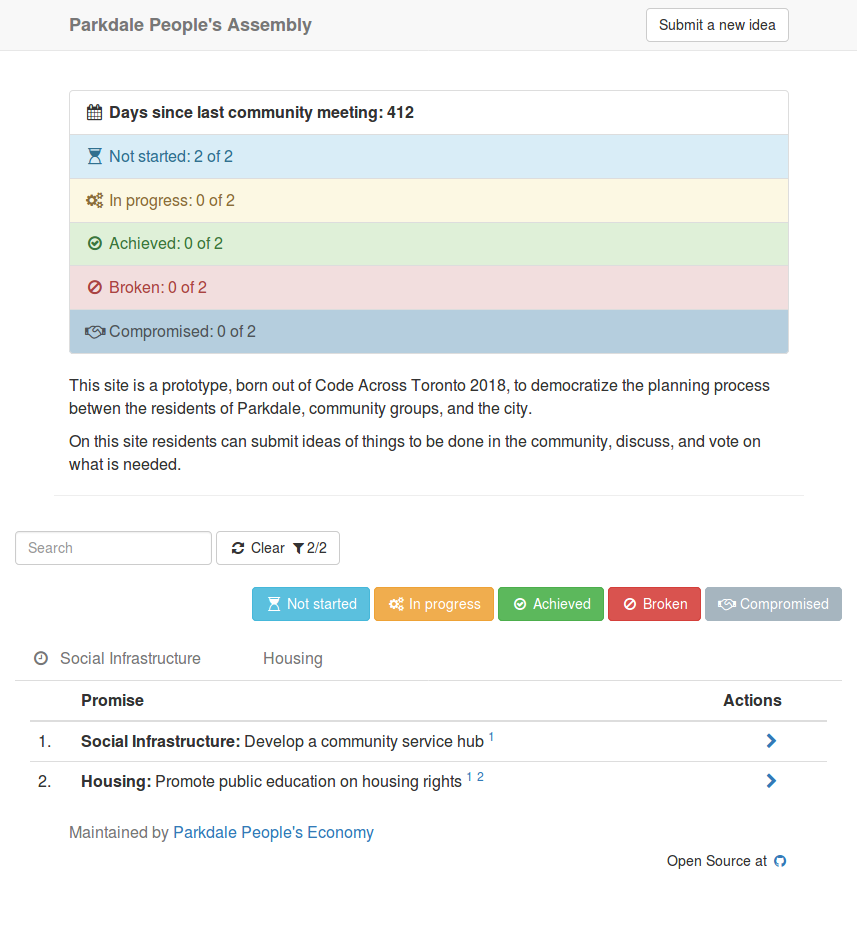 Parkdale People's Assembly
Submit a new idea
Days since last community meeting: 412
Not started: 2 of 2
In progress: 0 of 2
Achieved: 0 of 2
Broken: 0 of 2
Compromised: 0 of 2
This site is a prototype, born out of Code Across Toronto 2018, to democratize the planning process
betwen the residents of Parkdale, community groups, and the city.
On this site residents can submit ideas of things to be done in the community, discuss, and vote on
what is needed.
Search
Clear 2/2
Not started
In progress
Achieved
Broken
Compromised
Social Infrastructure
Housing
Promise
Actions
1. Social Infrastructure: Develop a community service hub 1
2. Housing: Promote public education on housing rights 1 2
Maintained by Parkdale People's Economy
Open Source at